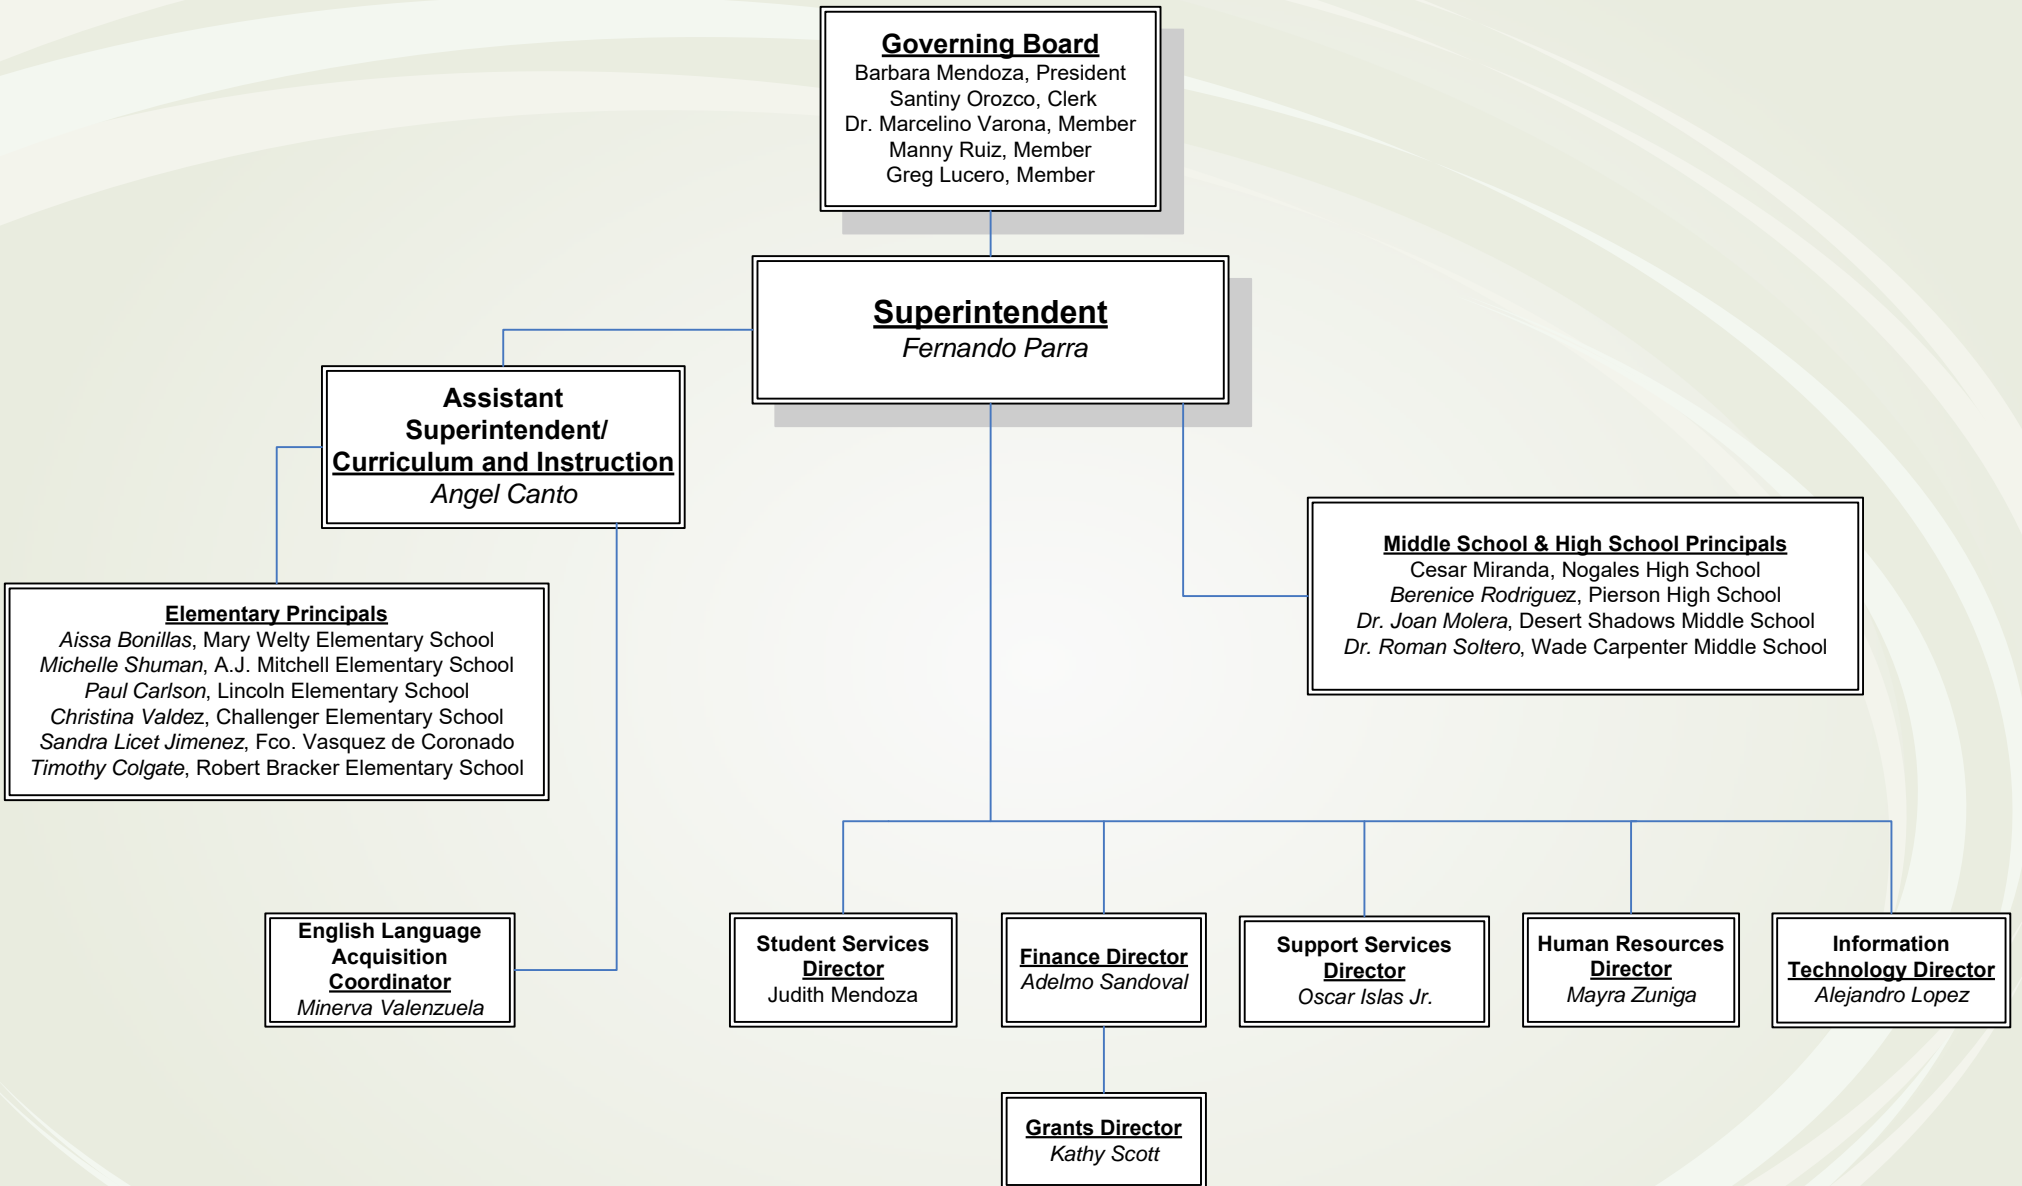 Governing Board
Barbara Mendoza, President
Santiny Orozco, Clerk
Dr. Marcelino Varona, Member
Manny Ruiz, Member
Greg Lucero, Member
Superintendent
Fernando Parra
Assistant
Superintendent/
Curriculum and Instruction
Angel Canto
Middle School & High School Principals
Cesar Miranda, Nogales High School
Berenice Rodriguez, Pierson High School
Dr. Joan Molera, Desert Shadows Middle School
Dr. Roman Soltero, Wade Carpenter Middle School
Elementary Principals
Aissa Bonillas, Mary Welty Elementary School
Michelle Shuman, A.J. Mitchell Elementary School
Paul Carlson, Lincoln Elementary School
Christina Valdez, Challenger Elementary School
Sandra Licet Jimenez, Fco. Vasquez de Coronado
Timothy Colgate, Robert Bracker Elementary School
English Language
Acquisition
Coordinator
Minerva Valenzuela
Student Services
Director
Judith Mendoza
Finance Director
Adelmo Sandoval
Support Services
Director
Oscar Islas Jr.
Human Resources
Director
Mayra Zuniga
Information
Technology Director
Alejandro Lopez
Grants Director
Kathy Scott